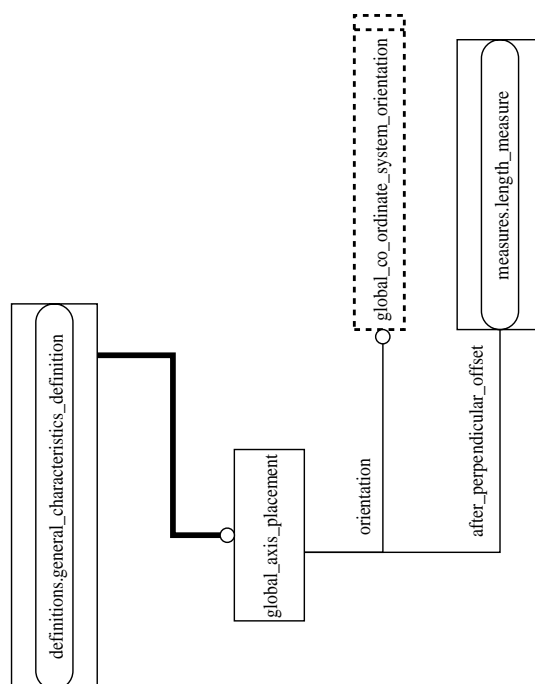 definitions.general_characteristics_definition
global_axis_placement
orientation
global_co_ordinate_system_orientation
after_perpendicular_offset
measures.length_measure